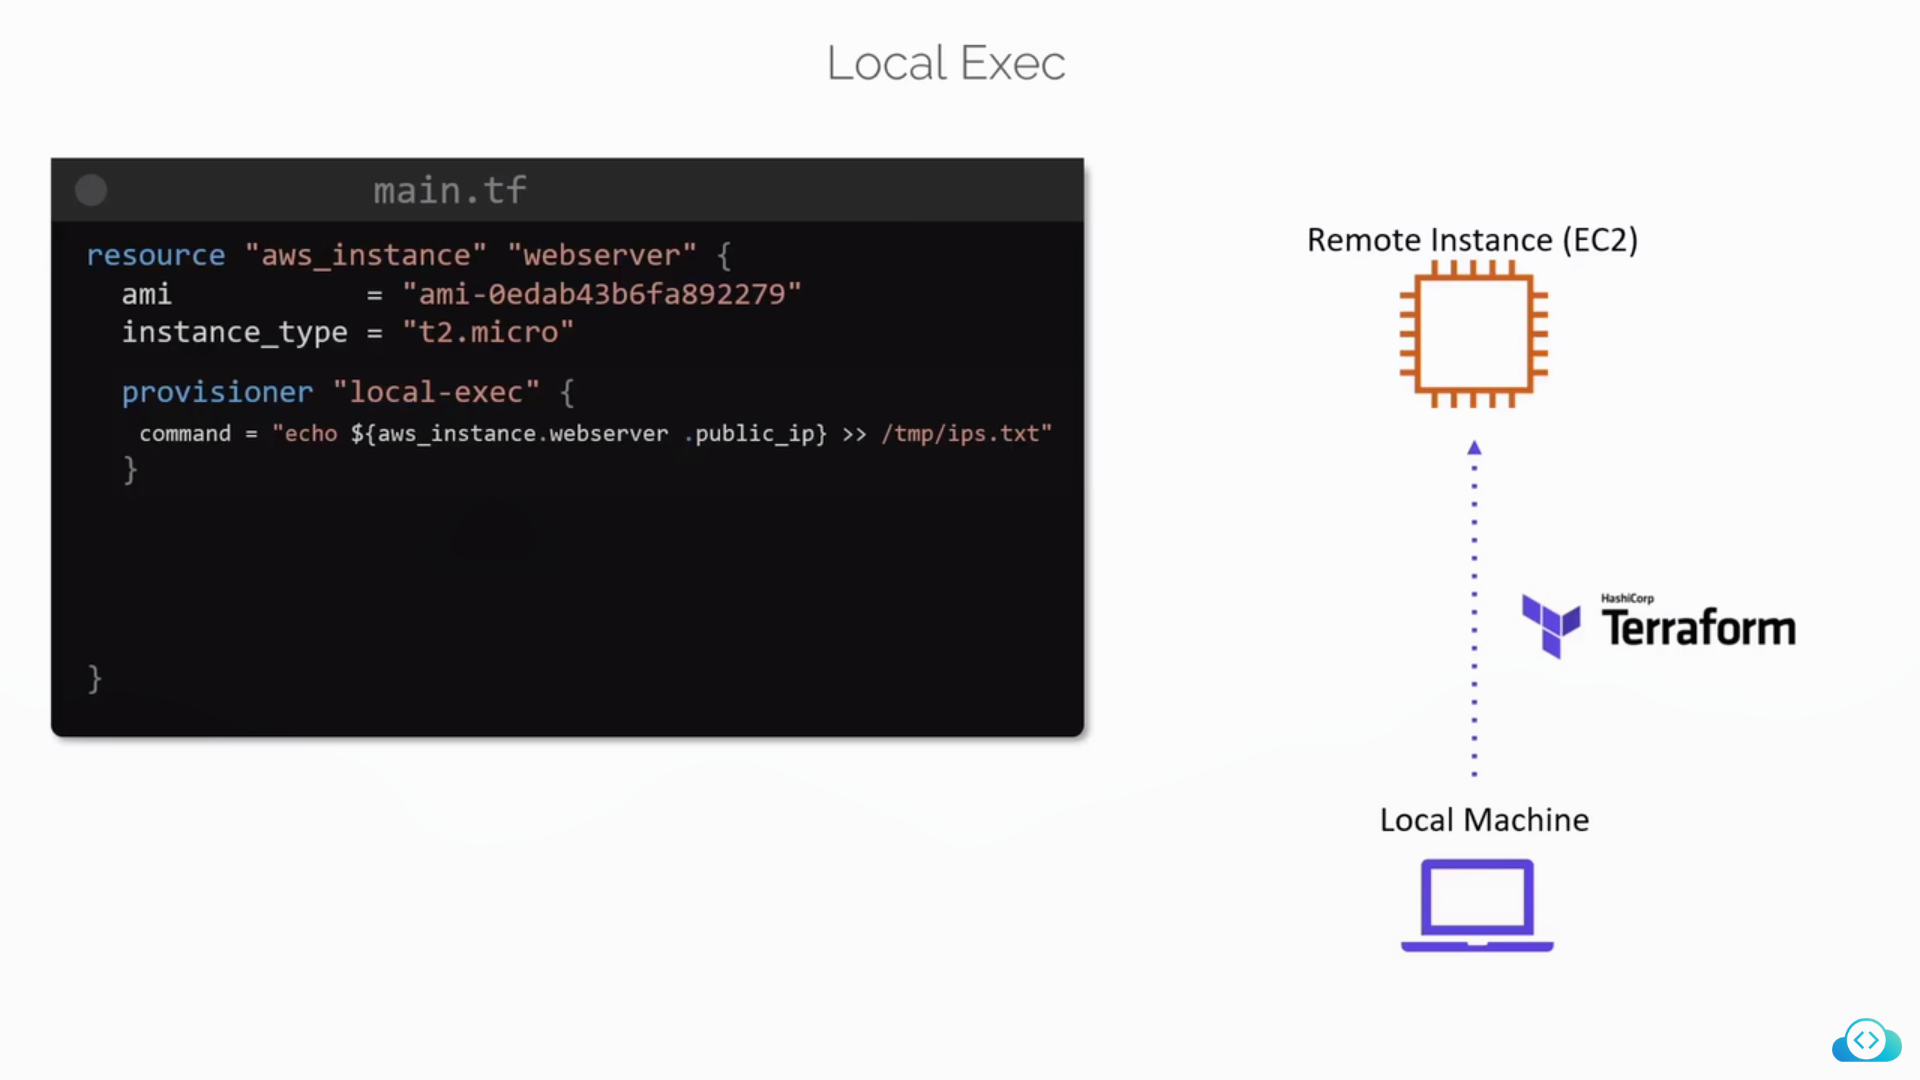 Local Exec
main.tf
resource "aws_instance" "webserver" {
  ami           = "ami-0edab43b6fa892279"
  instance_type = "t2.micro"
  provisioner "local-exec" {
   command = "echo ${aws_instance.webserver .public_ip} >> /tmp/ips.txt"
  }
}
Remote Instance (EC2)
HashiCorp
Terraform
Local Machine